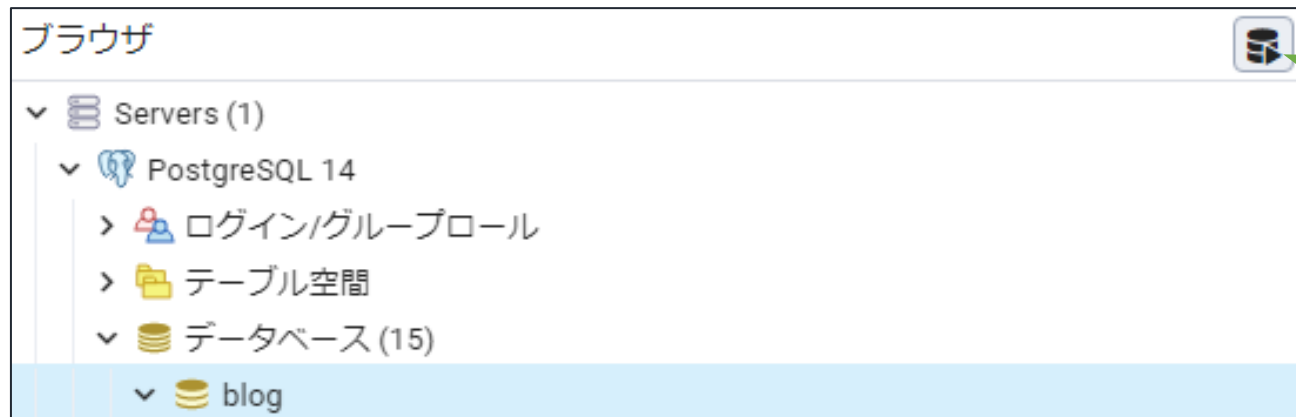 ブラウザ
Servers (1)
PostgreSQL 14
ログイン/グループロール
テーブル空間
データベース (15)
blog